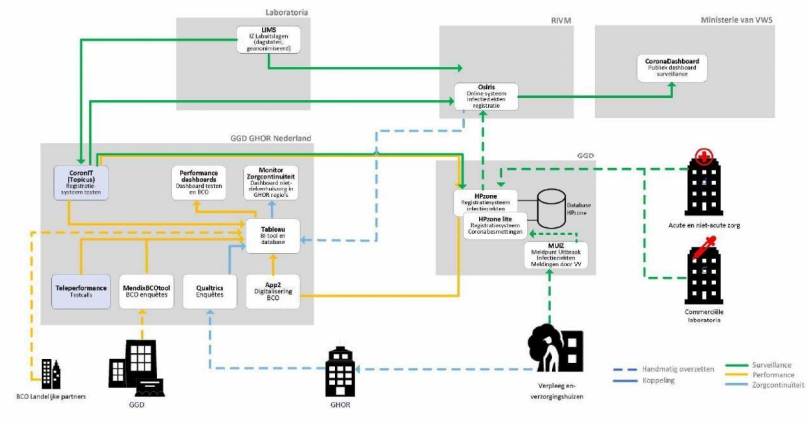 Laboratoria
LIMS
IZ Labuitslagen
(dagstaten,
geanonimiseerd)
RIVM
Osiris
Online systeem
infectieziekten
registratie
Ministerie van VWS
CoronaDashboard
Publiek dashboard
surveillance
GGD GHOR Nederland
CoronIT
(Topicus)
Registratie-
systeem testen
Performance
dashboards
Dashboard testen
en BCO
Monitor
Zorgcontinuïteit
Dashboard niet-
ziekenhuiszorg in
GHOR regio's
Tableau
BI-tool en
database
Teleperformance
Testcalls
MendixBCOtool
BCO enquêtes
Qualtrics
Enquêtes
App2
Digitalisering
BCO
GGD
HPzone
Registratiesysteem
infectieziekten
HPzone lite
Registratiesysteem
Coronabesmettingen
Database
HPzone
MUIZ
Meldpunt Uitbraak
Infectieziekten
Meldingen door VV
Acute en niet-acute zorg
Commerciële
laboratoria
BCO Landelijke partners
GGD
GHOR
Verpleeg en-
verzorgingshuizen
Handmatig overzetten
Koppeling
Surveillance
Performance
Zorgcontinuïteit